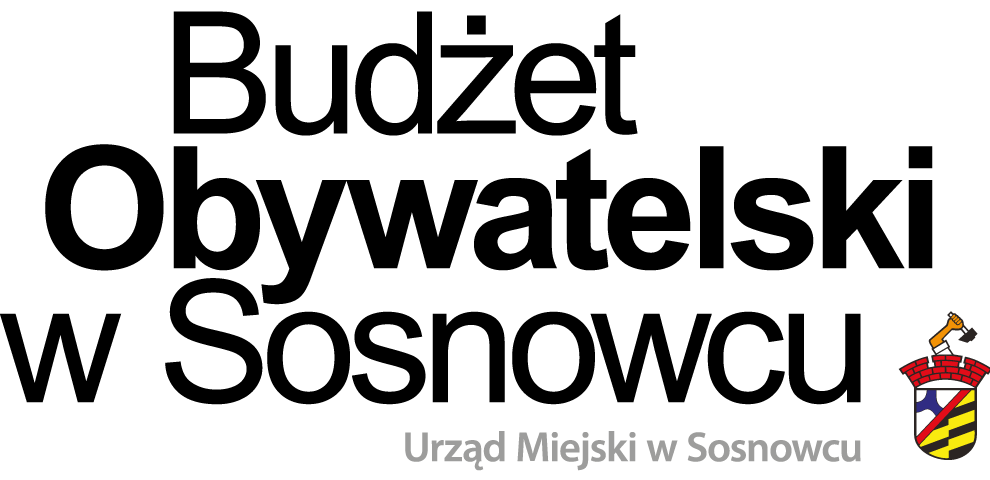 Budżet
Obywatelski
w Sosnowcu
Urząd Miejski w Sosnowcu